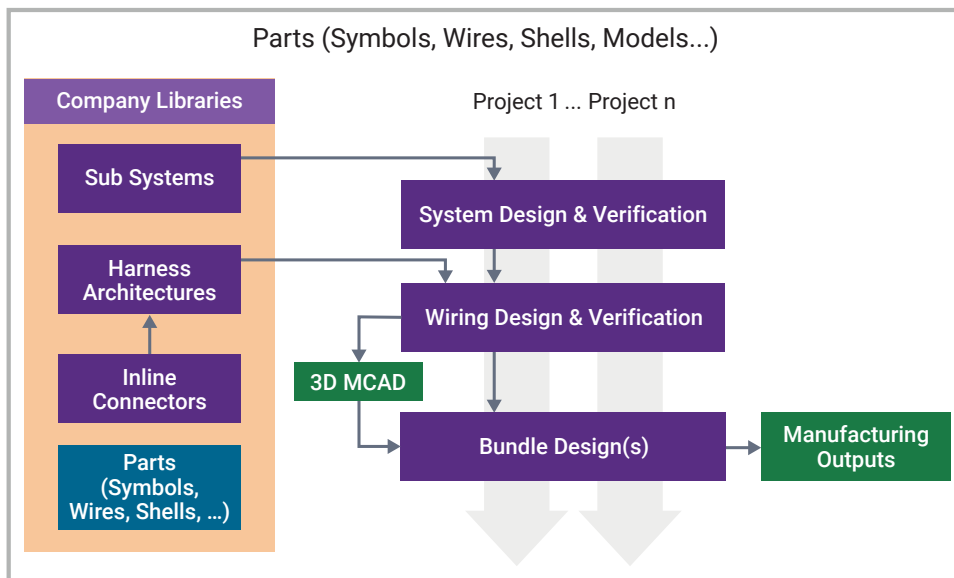 Parts (Symbols, Wires, Shells, Models...)
Company Libraries
Project 1 ... Project n
Sub Systems
System Design & Verification
Harness
Architectures
Wiring Design & Verification
3D MCAD
Inline
Connectors
Bundle Design(s)
Manufacturing
Outputs
Parts
(Symbols,
Wires, Shells, ...)